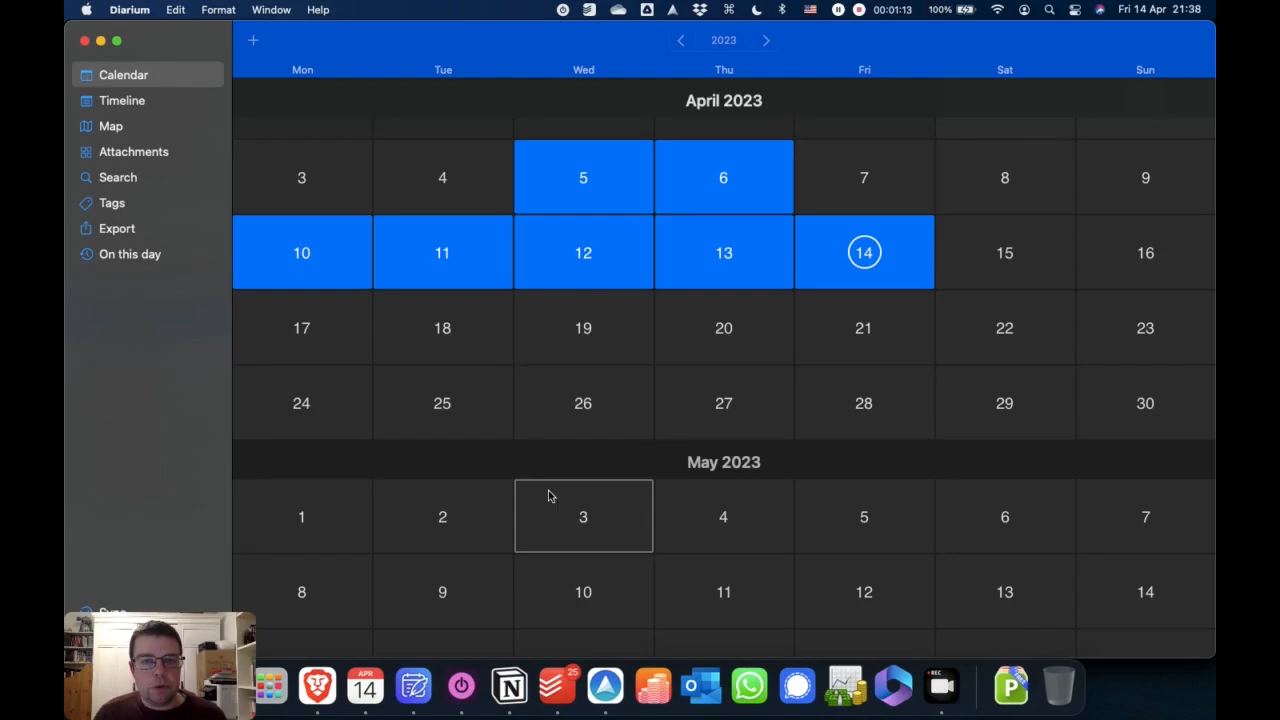 Diarium Edit Format Window Help 00:01:13 100% Fri 14 Apr 21:38
2023
Mon Tue Wed Thu Fri Sat Sun
Calendar
Timeline
Map
Attachments
Search
Tags
Export
On this day
April 2023
3 4 5 6 7 8 9
10 11 12 13 14 15 16
17 18 19 20 21 22 23
24 25 26 27 28 29 30
May 2023
1 2 3 4 5 6 7
8 9 10 11 12 13 14
Sync
APR
14
25
REC